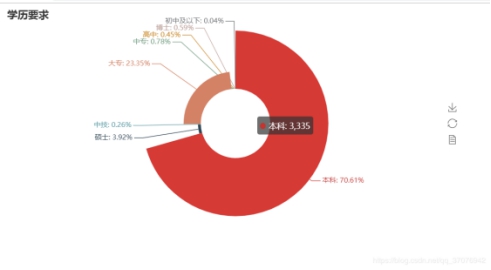 学历要求
初中及以下: 0.04%
博士: 0.59%
高中: 0.45%
中专: 0.78%
大专: 23.35%
本科: 3,335
中技: 0.26%
硕士: 3.92%
本科: 70.61%